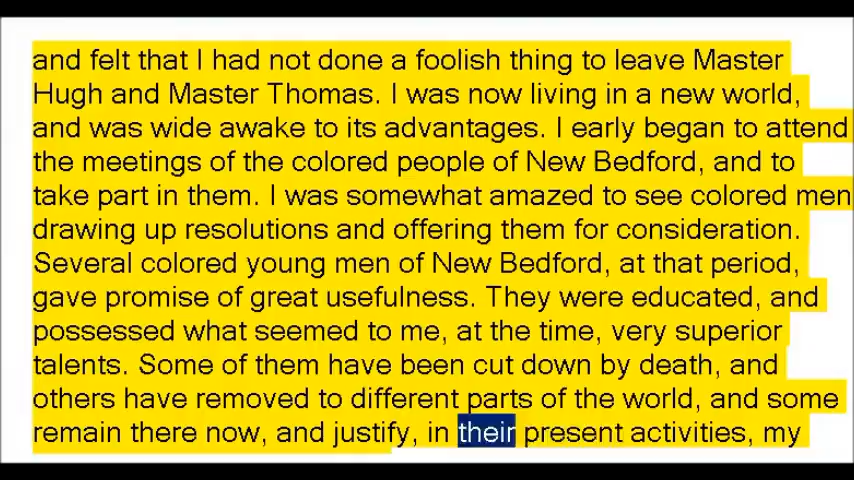 and felt that I had not done a foolish thing to leave Master
Hugh and Master Thomas. I was now living in a new world,
and was wide awake to its advantages. I early began to attend
the meetings of the colored people of New Bedford, and to
take part in them. I was somewhat amazed to see colored men
drawing up resolutions and offering them for consideration.
Several colored young men of New Bedford, at that period,
gave promise of great usefulness. They were educated, and
possessed what seemed to me, at the time, very superior
talents. Some of them have been cut down by death, and
others have removed to different parts of the world, and some
remain there now, and justify, in their present activities, my